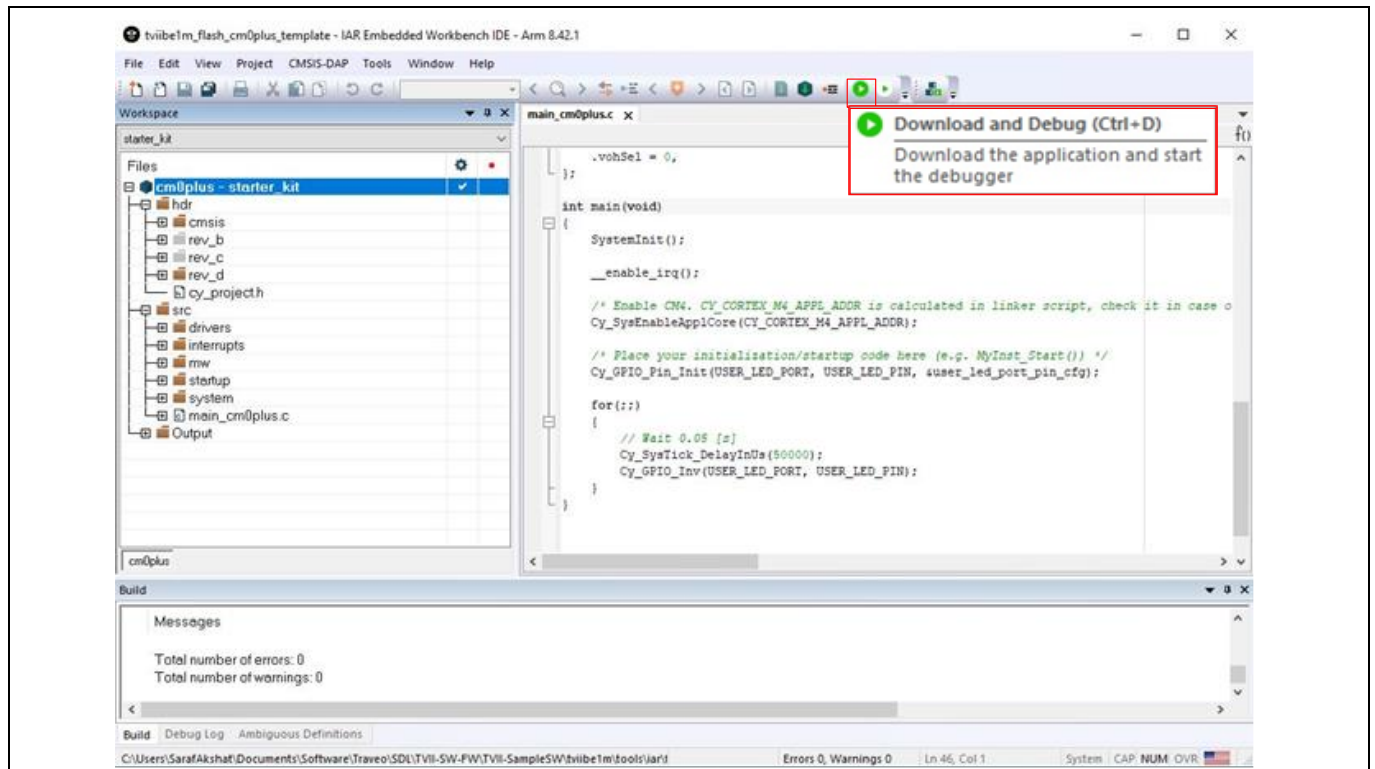 tviibe1m_flash_cm0plus_template - IAR Embedded Workbench IDE - Arm 8.42.1
File Edit View Project CMSIS-DAP Tools Window Help
Workspace
main_cm0plus.c x
starter_kit
Files
cm0plus - starter_kit
hdr
cmsis
rev_b
rev_c
rev_d
cy_project.h
src
drivers
interrupts
mw
startup
system
main_cm0plus.c
Output
cm0plus
Download and Debug (Ctrl+D)
Download the application and start
the debugger
f()
.vohSel = 0,
};
int main(void)
{
SystemInit();
__enable_irq();
/* Enable CM4. CY_CORTEX_M4_APPL_ADDR is calculated in linker script, check it in case o
Cy_SysEnableApplCore(CY_CORTEX_M4_APPL_ADDR);
/* Place your initialization/startup code here (e.g. MyInst_Start()) */
Cy_GPIO_Pin_Init(USER_LED_PORT, USER_LED_PIN, &user_led_port_pin_cfg);
for(;;)
{
// Wait 0.05 [s]
Cy_SysTick_DelayInUs(50000);
Cy_GPIO_Inv(USER_LED_PORT, USER_LED_PIN);
}
}
Build
Messages
Total number of errors: 0
Total number of warnings: 0
Build Debug Log Ambiguous Definitions
C:\Users\SarafAkshat\Documents\Software\Traveo\SDL\TVII-SW-FW\TVII-SampleSW\tviibe1m\tools\iar\ Errors 0, Warnings 0 Ln 46, Col 1 System CAP NUM OVR